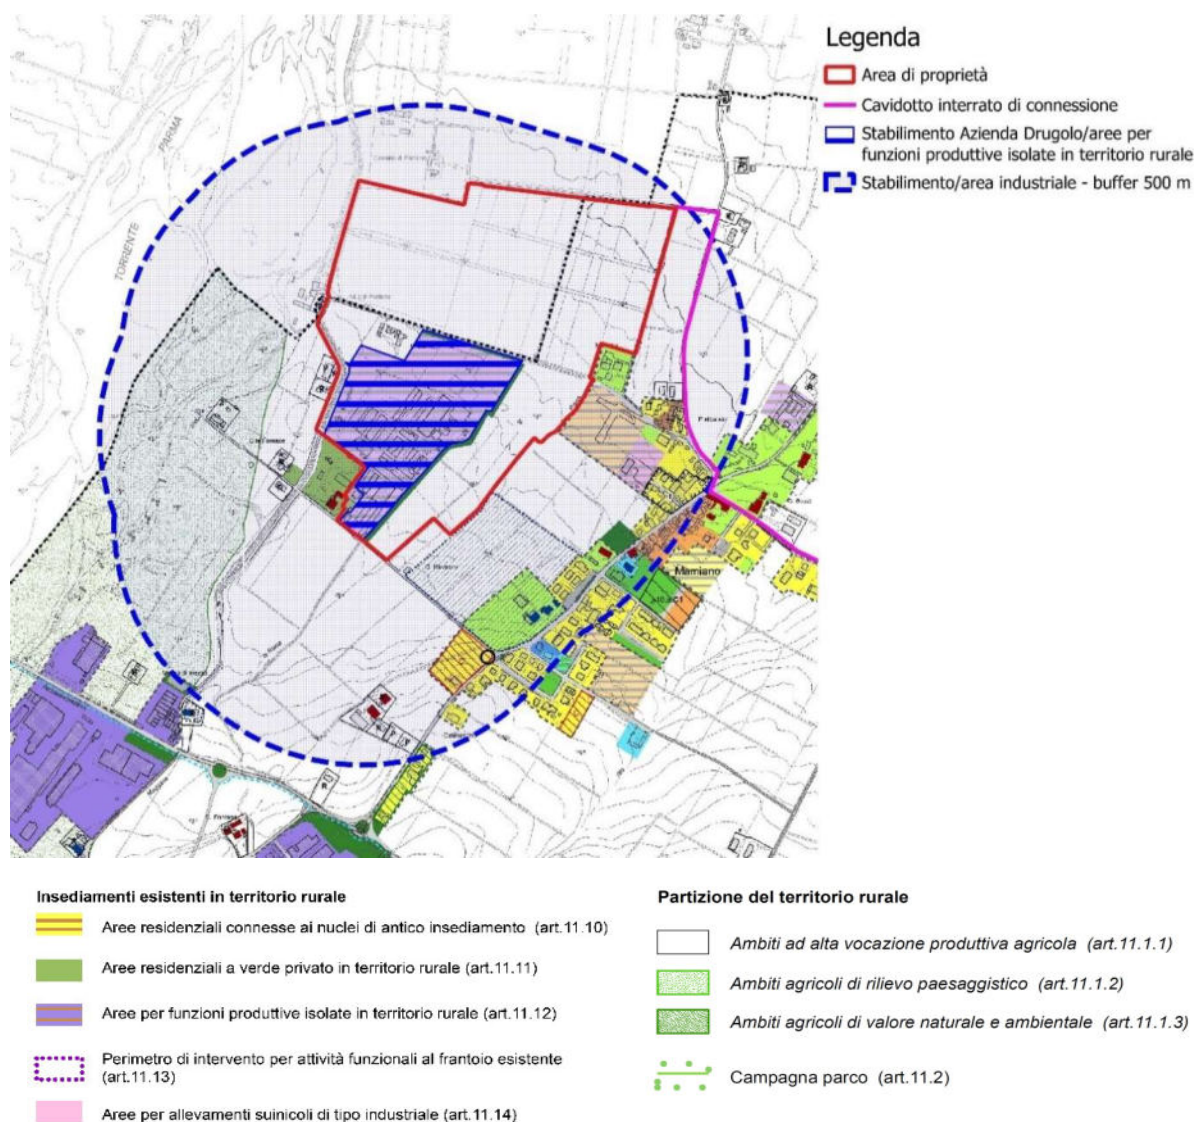 Legenda
Area di proprietà
Cavidotto interrato di connessione
Stabilimento Azienda Drugolo/aree per
funzioni produttive isolate in territorio rurale
Stabilimento/area industriale - buffer 500 m
PARMA
TORRENTE
Mamiano
Insediamenti esistenti in territorio rurale
Aree residenziali connesse ai nuclei di antico insediamento (art.11.10)
Aree residenziali a verde privato in territorio rurale (art.11.11)
Aree per funzioni produttive isolate in territorio rurale (art.11.12)
Perimetro di intervento per attività funzionali al frantoio esistente
(art.11.13)
Aree per allevamenti suinicoli di tipo industriale (art.11.14)
Partizione del territorio rurale
Ambiti ad alta vocazione produttiva agricola (art.11.1.1)
Ambiti agricoli di rilievo paesaggistico (art.11.1.2)
Ambiti agricoli di valore naturale e ambientale (art.11.1.3)
Campagna parco (art.11.2)